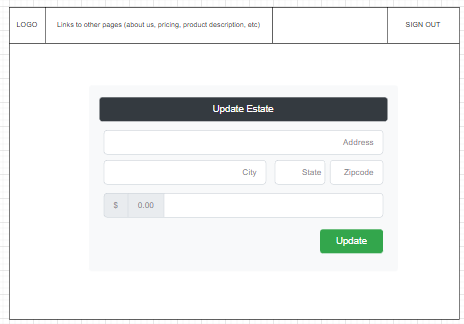 LOGO
Links to other pages (about us, pricing, product description, etc)
SIGN OUT
Update Estate
Address
City
State
Zipcode
$ 0.00
Update